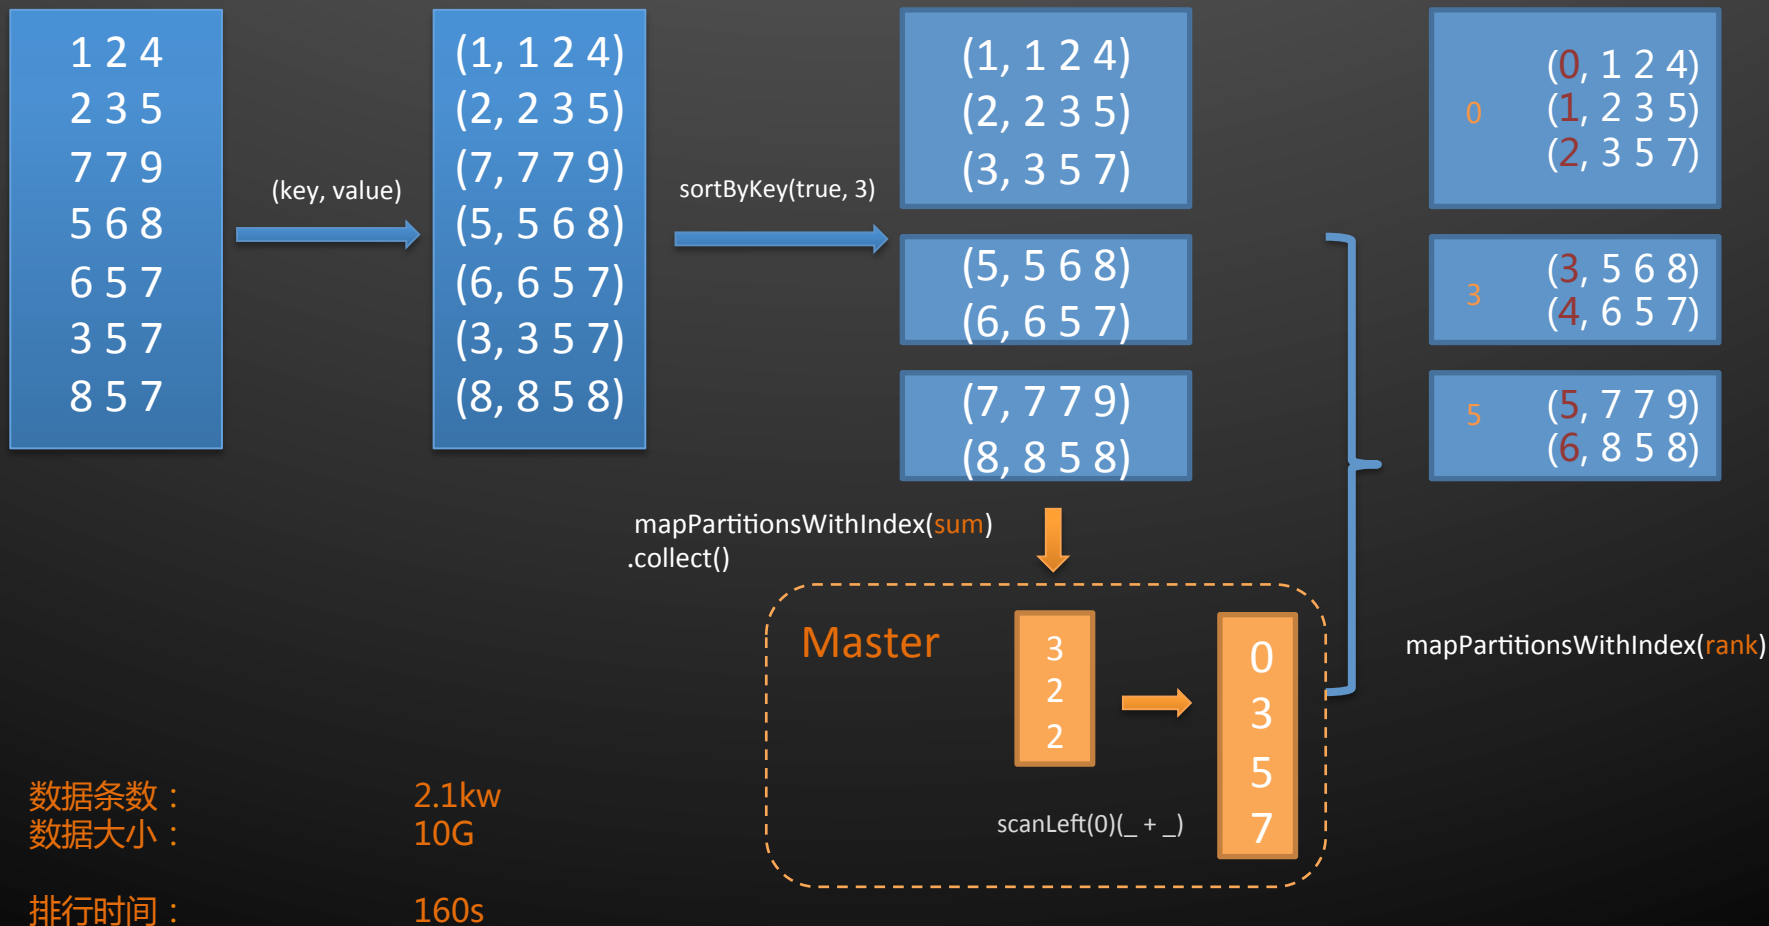 1 2 4
2 3 5
7 7 9
5 6 8
6 5 7
3 5 7
8 5 7
(key, value)
(1, 1 2 4)
(2, 2 3 5)
(7, 7 7 9)
(5, 5 6 8)
(6, 6 5 7)
(3, 3 5 7)
(8, 8 5 8)
sortByKey(true, 3)
(1, 1 2 4)
(2, 2 3 5)
(3, 3 5 7)
(5, 5 6 8)
(6, 6 5 7)
(7, 7 7 9)
(8, 8 5 8)
mapPartitionsWithIndex(sum)
.collect()
Master
3
2
2
scanLeft(0)(_ + _)
0
3
5
7
mapPartitionsWithIndex(rank)
0
(0, 1 2 4)
(1, 2 3 5)
(2, 3 5 7)
3
(3, 5 6 8)
(4, 6 5 7)
5
(5, 7 7 9)
(6, 8 5 8)
数据条数： 2.1kw
数据大小： 10G
排行时间： 160s